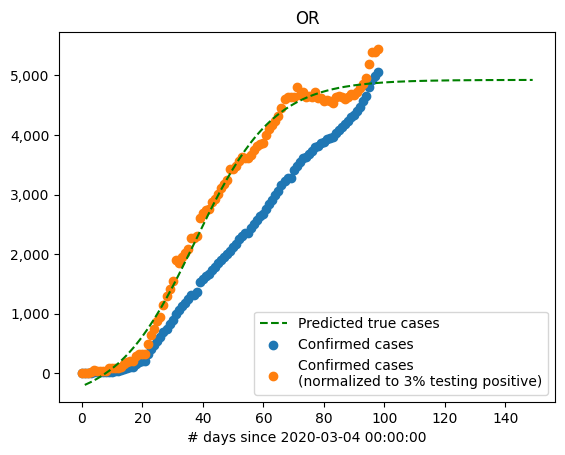 OR
5,000
4,000
3,000
2,000
1,000
0
Predicted true cases
Confirmed cases
Confirmed cases
(normalized to 3% testing positive)
0 20 40 60 80 100 120 140
# days since 2020-03-04 00:00:00